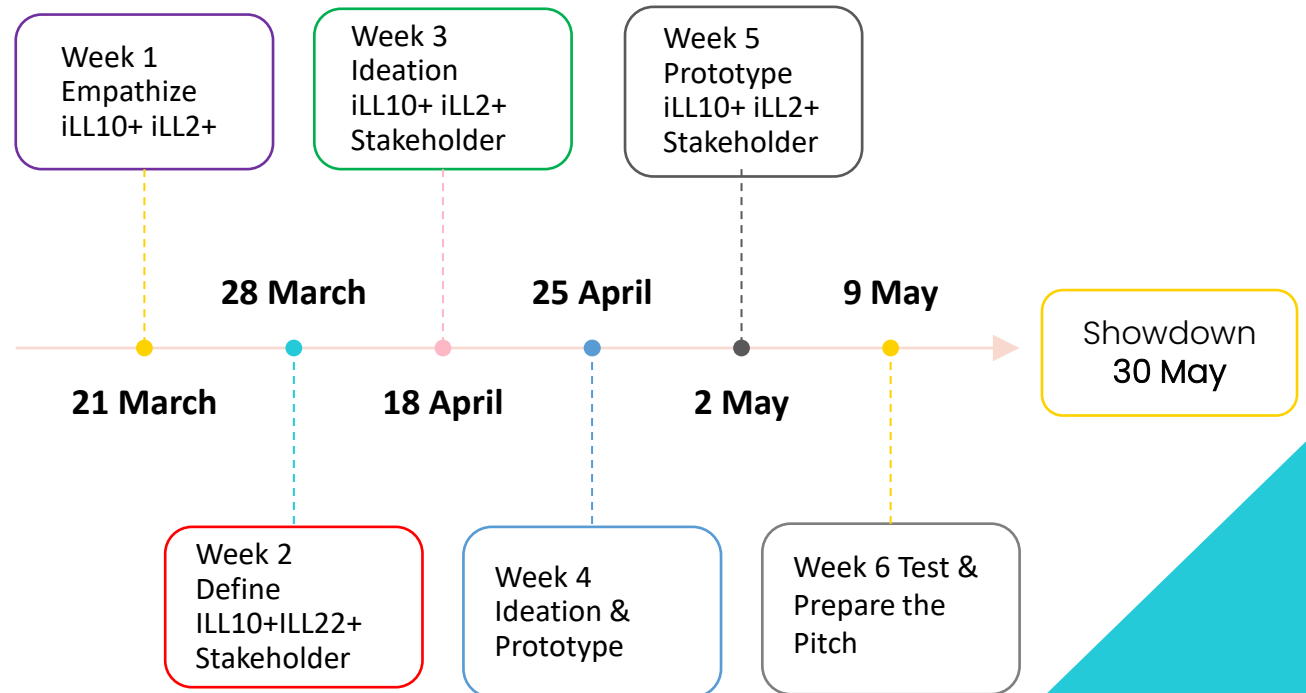 Week 1
Empathize
iLL10+ iLL2+
Week 3
Ideation
iLL10+ iLL2+
Stakeholder
Week 5
Prototype
iLL10+ iLL2+
Stakeholder
28 March
25 April
9 May
Showdown
30 May
21 March
18 April
2 May
Week 2
Define
ILL10+ILL22+
Stakeholder
Week 4
Ideation &
Prototype
Week 6 Test &
Prepare the
Pitch